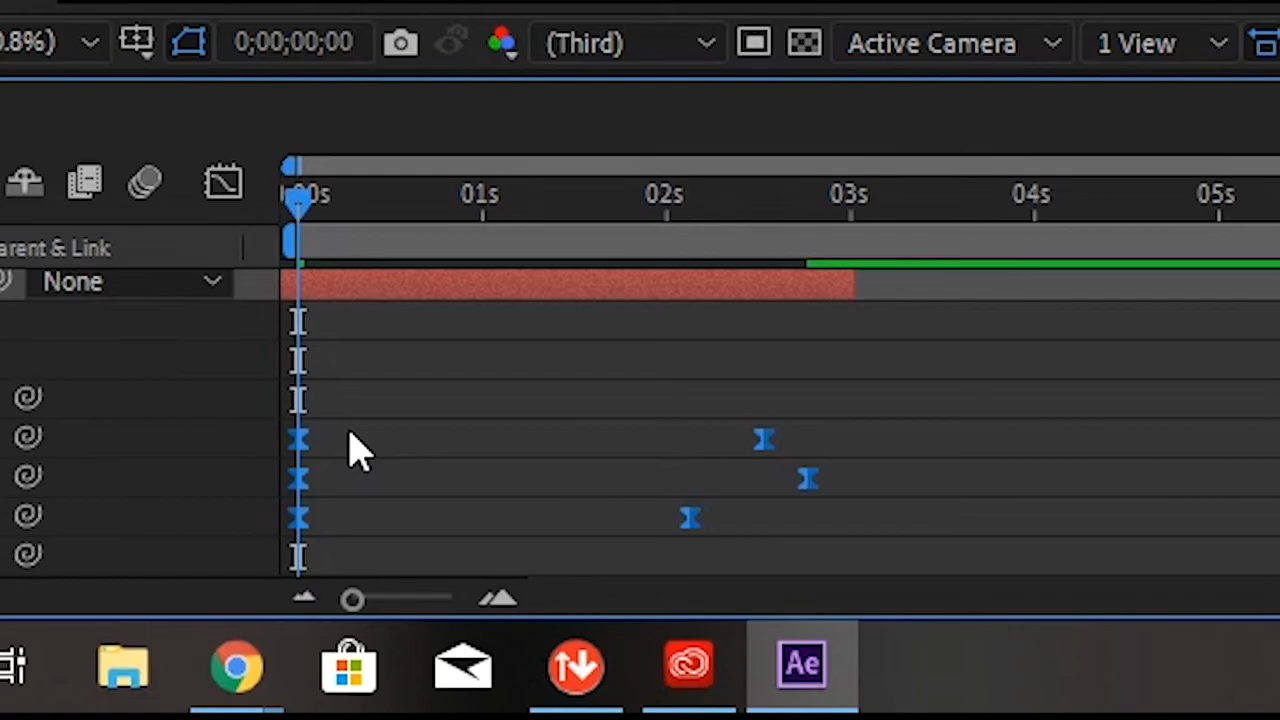 0.8%)
0;00;00;00
(Third)
Active Camera
1 View
00s
01s
02s
03s
04s
05s
arent & Link
None
Ae